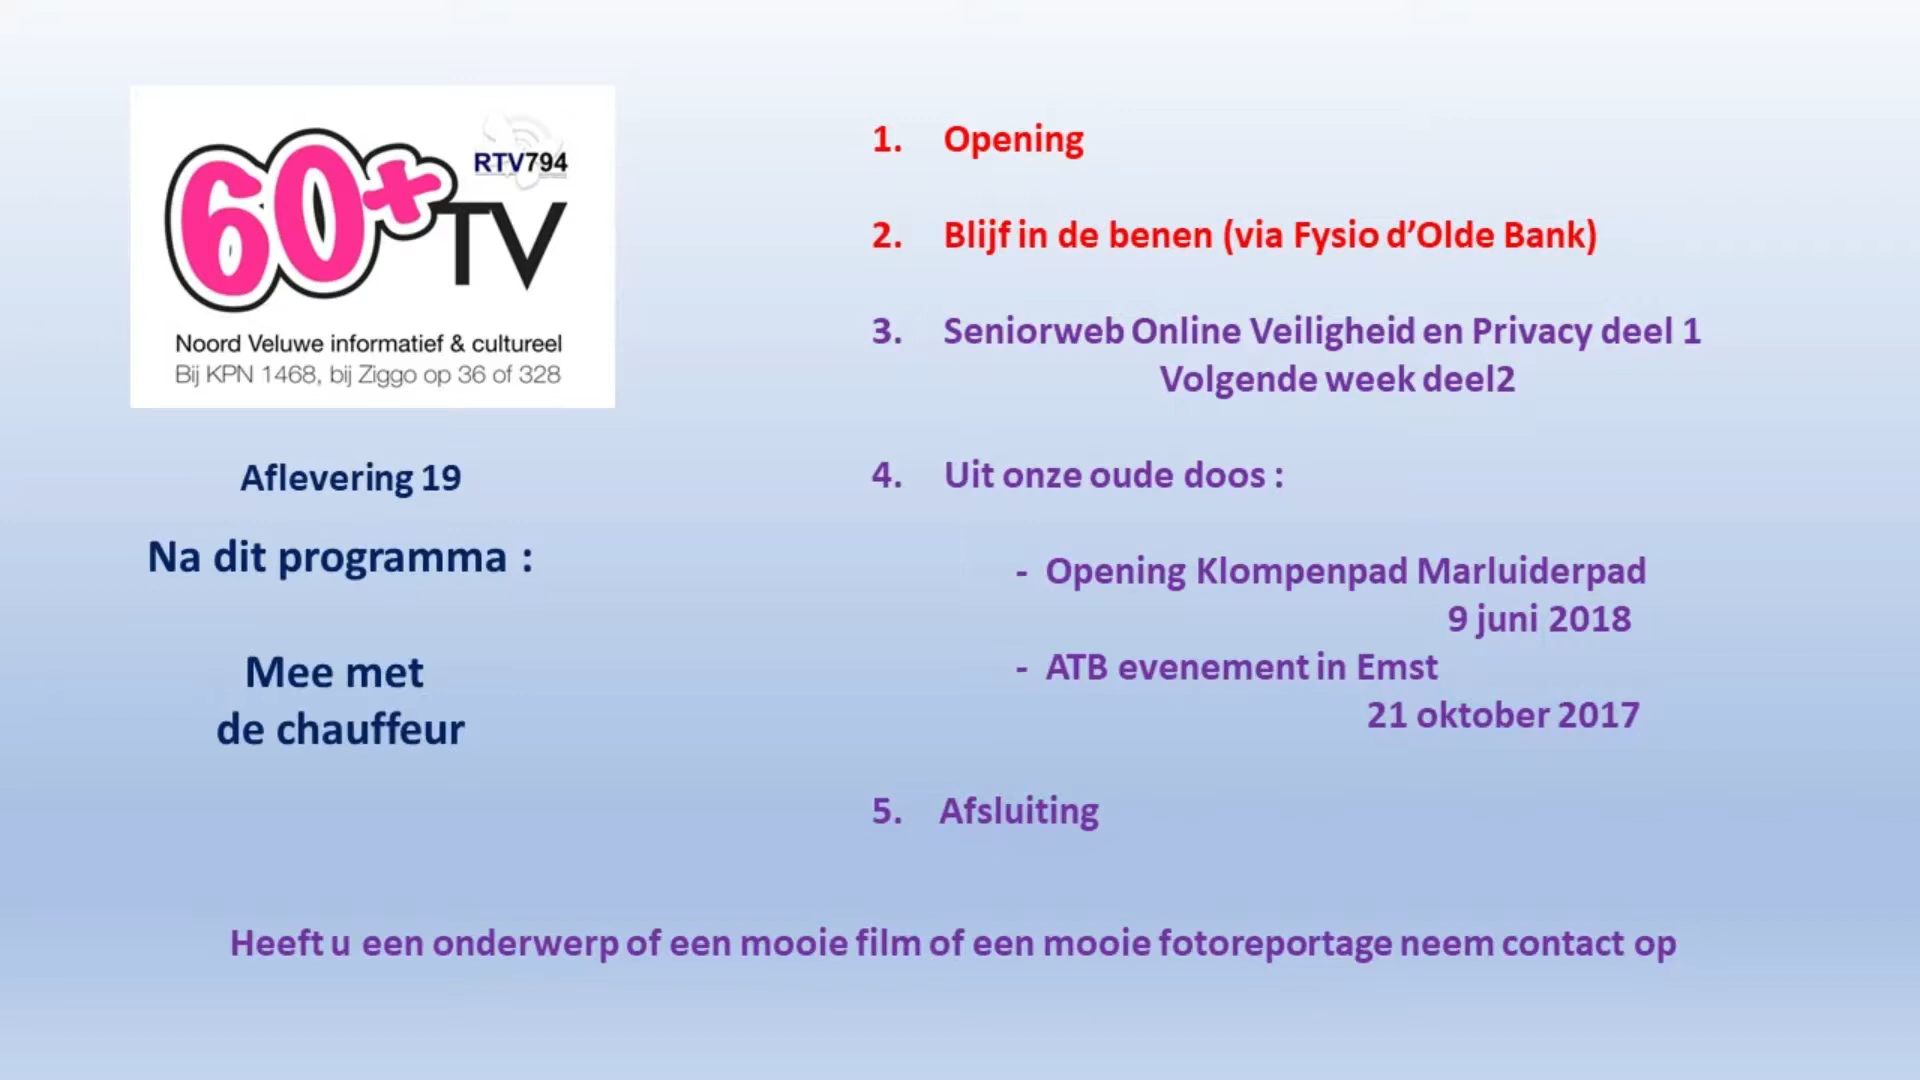 60+ TV
RTV794
Noord Veluwe informatief & cultureel
Bij KPN 1468, bij Ziggo op 36 of 328
Aflevering 19
Na dit programma :
Mee met
de chauffeur
1. Opening
2. Blijf in de benen (via Fysio d’Olde Bank)
3. Seniorweb Online Veiligheid en Privacy deel 1
Volgende week deel2
4. Uit onze oude doos :
- Opening Klompenpad Marluiderpad
9 juni 2018
- ATB evenement in Emst
21 oktober 2017
5. Afsluiting
Heeft u een onderwerp of een mooie film of een mooie fotoreportage neem contact op